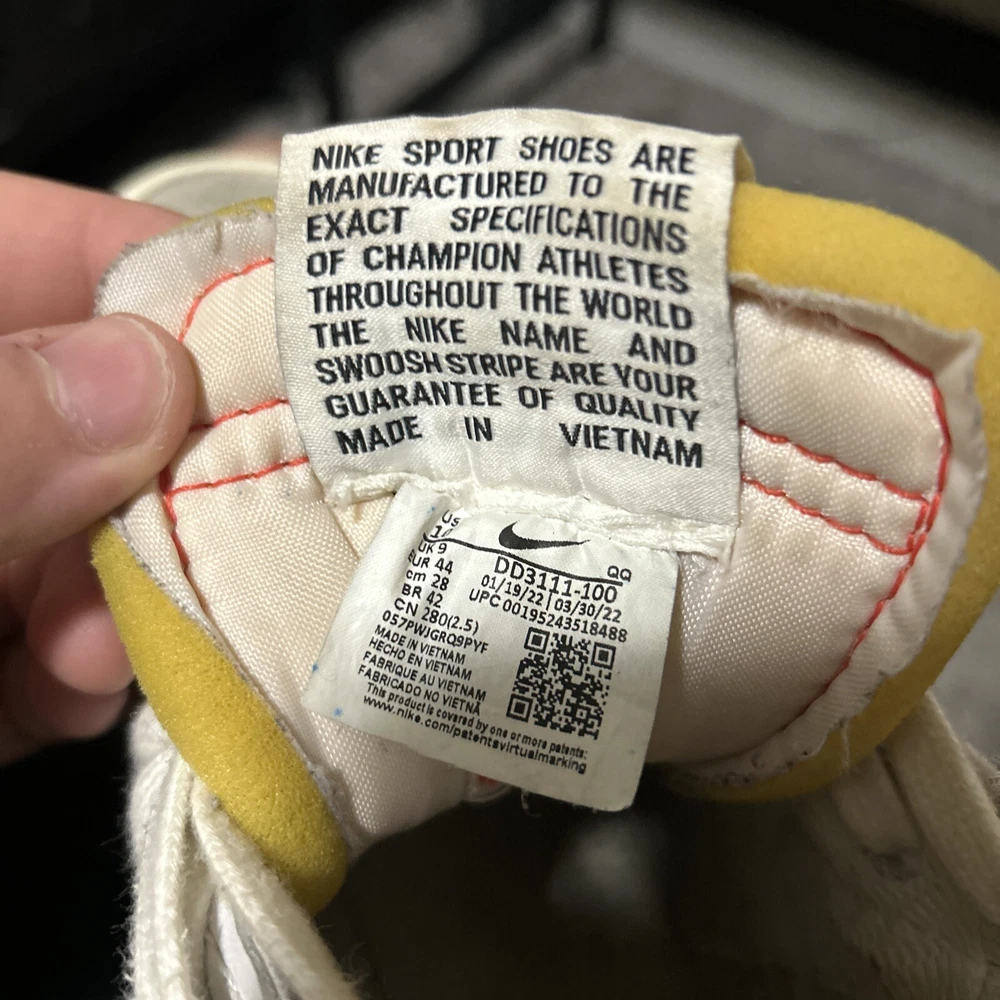 NIKE SPORT SHOES ARE
MANUFACTURED TO THE
EXACT SPECIFICATIONS
OF CHAMPION ATHLETES
THROUGHOUT THE WORLD
THE NIKE NAME AND
SWOOSH STRIPE ARE YOUR
GUARANTEE OF QUALITY
MADE IN VIETNAM
US
UK 9
EUR 44
cm 28
BR 42
CN 280(2.5)
057PWJGRQ9PYF
MADE IN VIETNAM
HECHO EN VIETNAM
FABRIQUE AU VIETNAM
FABRICADO NO VIETNÃ
This product is covered by one or more patents:
www.nike.com/patentsvirtualmarking
QQ
DD3111-100
01/19/22 | 03/30/22
UPC 00195243518488